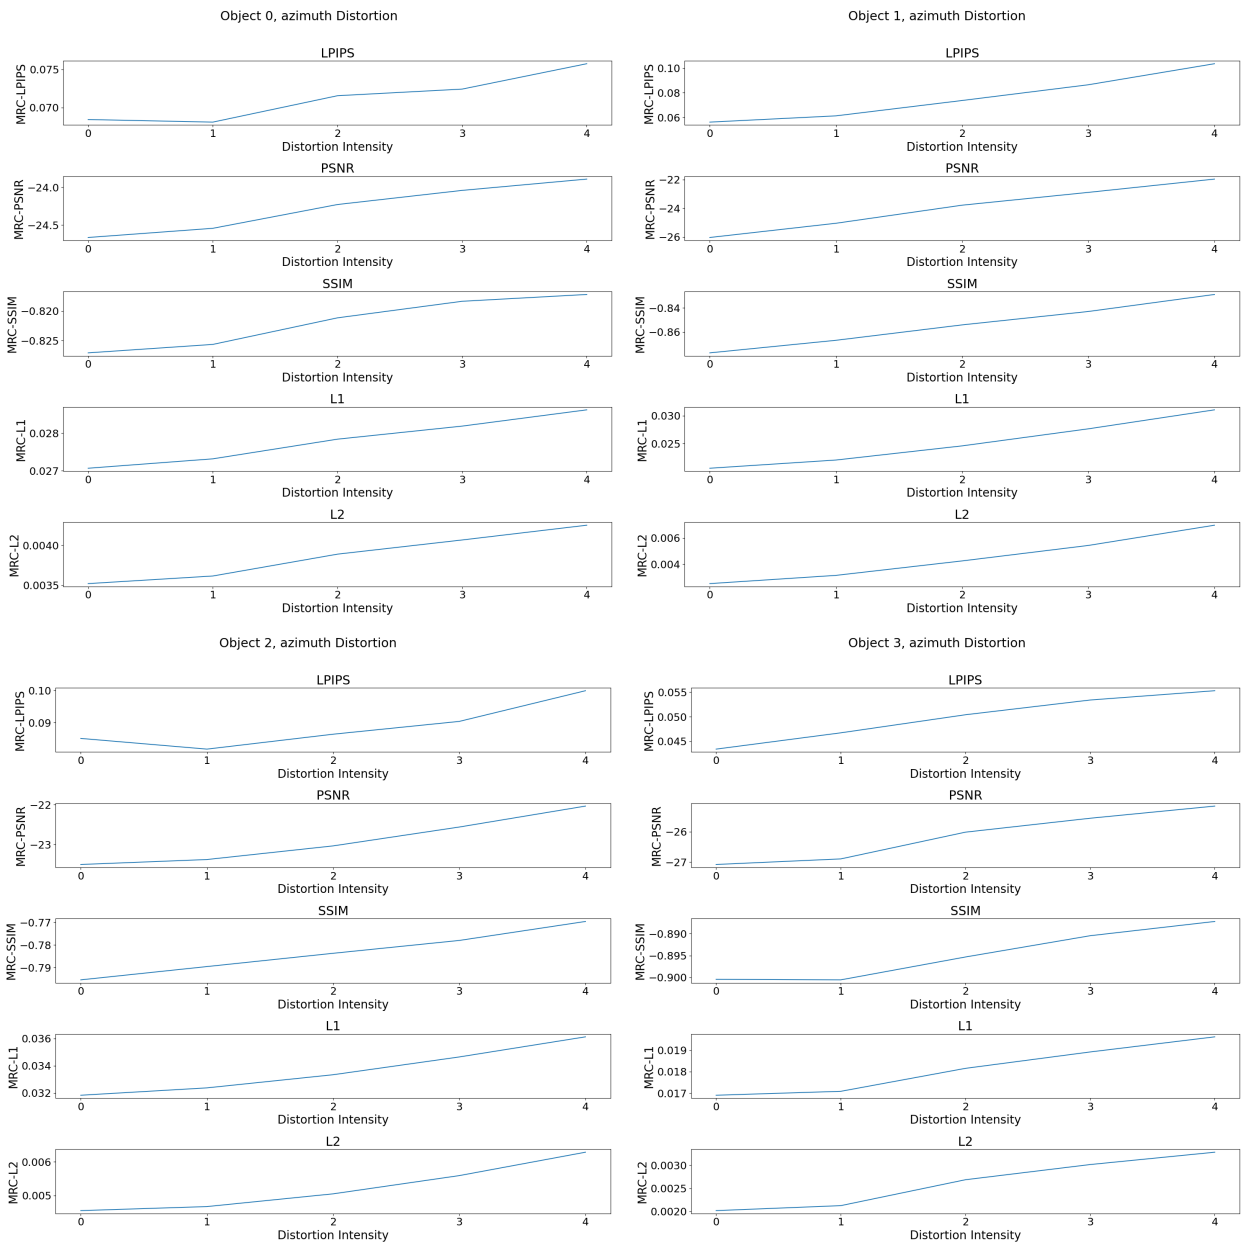 Object 0, azimuth Distortion
LPIPS
MRC-LPIPS
0.075
0.070
0 1 2 3 4
Distortion Intensity
PSNR
MRC-PSNR
−24.0
−24.5
0 1 2 3 4
Distortion Intensity
SSIM
MRC-SSIM
−0.820
−0.825
0 1 2 3 4
Distortion Intensity
L1
MRC-L1
0.028
0.027
0 1 2 3 4
Distortion Intensity
L2
MRC-L2
0.0040
0.0035
0 1 2 3 4
Distortion Intensity
Object 1, azimuth Distortion
LPIPS
MRC-LPIPS
0.10
0.08
0.06
0 1 2 3 4
Distortion Intensity
PSNR
MRC-PSNR
−22
−24
−26
0 1 2 3 4
Distortion Intensity
SSIM
MRC-SSIM
−0.84
−0.86
0 1 2 3 4
Distortion Intensity
L1
MRC-L1
0.030
0.025
0 1 2 3 4
Distortion Intensity
L2
MRC-L2
0.006
0.004
0 1 2 3 4
Distortion Intensity
Object 2, azimuth Distortion
LPIPS
MRC-LPIPS
0.10
0.09
0 1 2 3 4
Distortion Intensity
PSNR
MRC-PSNR
−22
−23
0 1 2 3 4
Distortion Intensity
SSIM
MRC-SSIM
−0.77
−0.78
−0.79
0 1 2 3 4
Distortion Intensity
L1
MRC-L1
0.036
0.034
0.032
0 1 2 3 4
Distortion Intensity
L2
MRC-L2
0.006
0.005
0 1 2 3 4
Distortion Intensity
Object 3, azimuth Distortion
LPIPS
MRC-LPIPS
0.055
0.050
0.045
0 1 2 3 4
Distortion Intensity
PSNR
MRC-PSNR
−26
−27
0 1 2 3 4
Distortion Intensity
SSIM
MRC-SSIM
−0.890
−0.895
−0.900
0 1 2 3 4
Distortion Intensity
L1
MRC-L1
0.019
0.017
0 1 2 3 4
Distortion Intensity
L2
MRC-L2
0.0030
0.0025
0.0020
0 1 2 3 4
Distortion Intensity